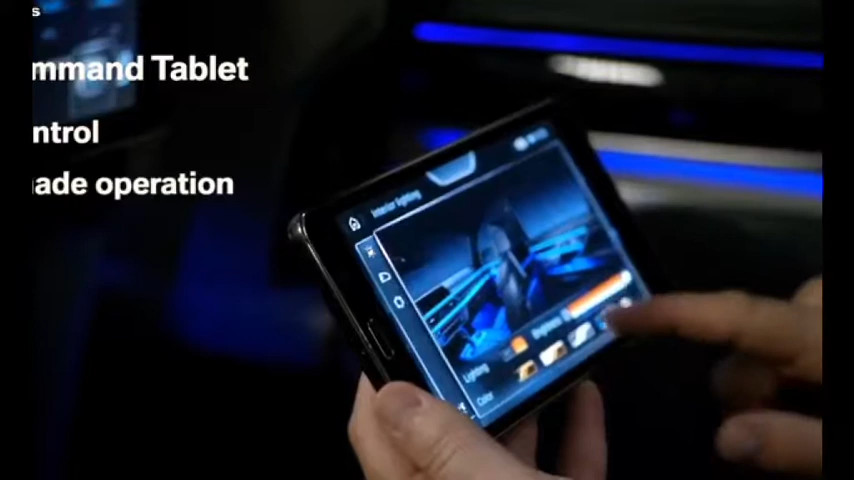 s
mmand Tablet
ntrol
ade operation
Interior lighting
Brightness
Lighting
Color